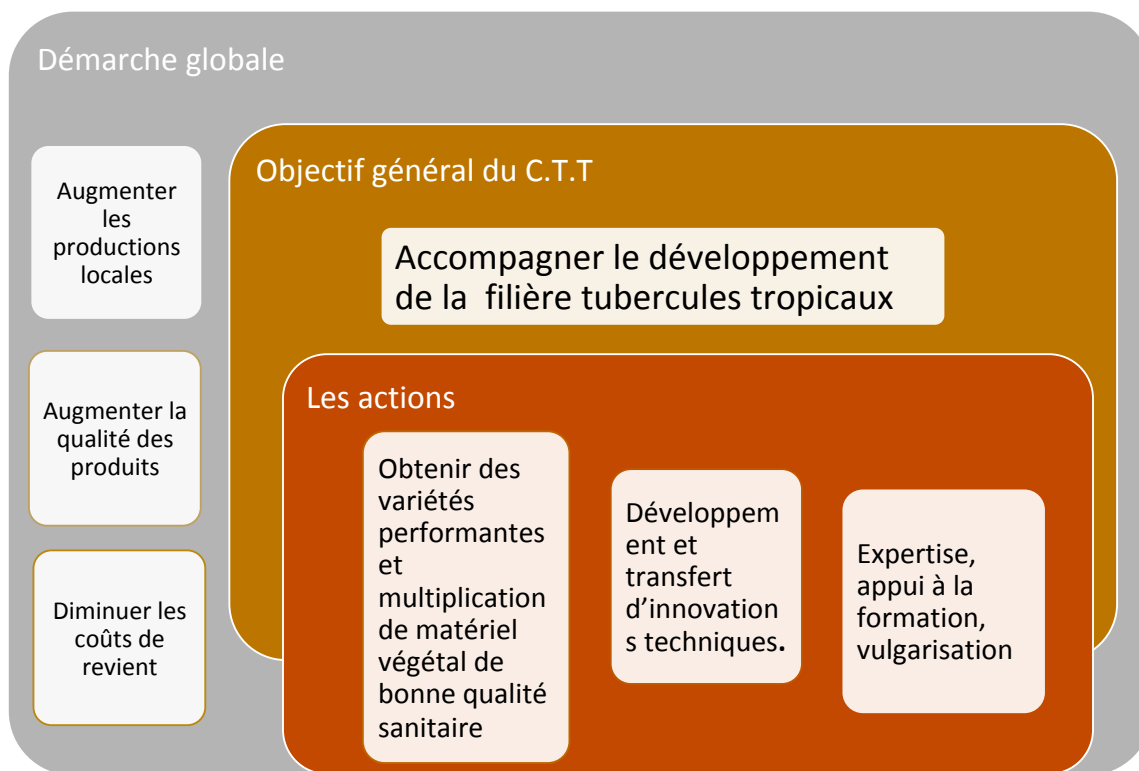 Démarche globale
Augmenter
les
productions
locales
Augmenter la
qualité des
produits
Diminuer les
coûts de
revient
Objectif général du C.T.T
Accompagner le développement
de la filière tubercules tropicaux
Les actions
Obtenir des
variétés
performantes
et
multiplication
de matériel
végétal de
bonne qualité
sanitaire
Développem
ent et
transfert
d’innovation
s techniques.
Expertise,
appui à la
formation,
vulgarisation